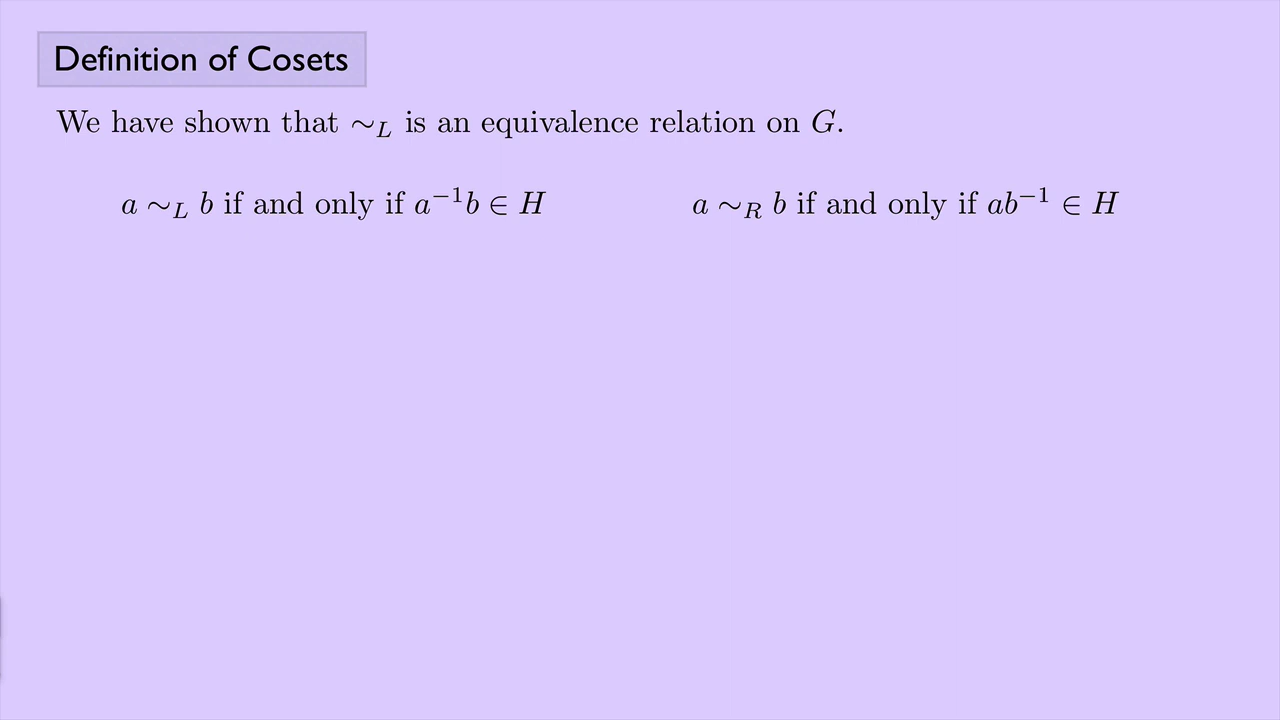 Definition of Cosets
We have shown that ∼_L is an equivalence relation on G.
a ∼_L b if and only if a⁻¹b ∈ H
a ∼_R b if and only if ab⁻¹ ∈ H